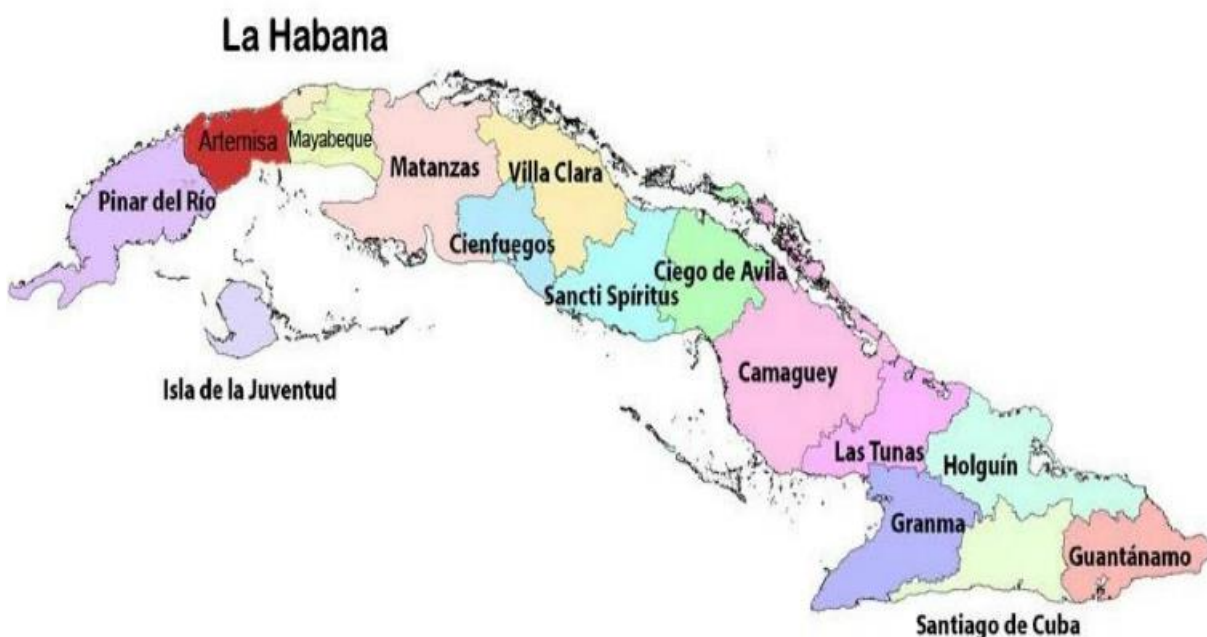 La Habana
Artemisa
Mayabeque
Matanzas
Villa Clara
Pinar del Río
Cienfuegos
Ciego de Avila
Sancti Spíritus
Isla de la Juventud
Camaguey
Las Tunas
Holguín
Granma
Guantánamo
Santiago de Cuba